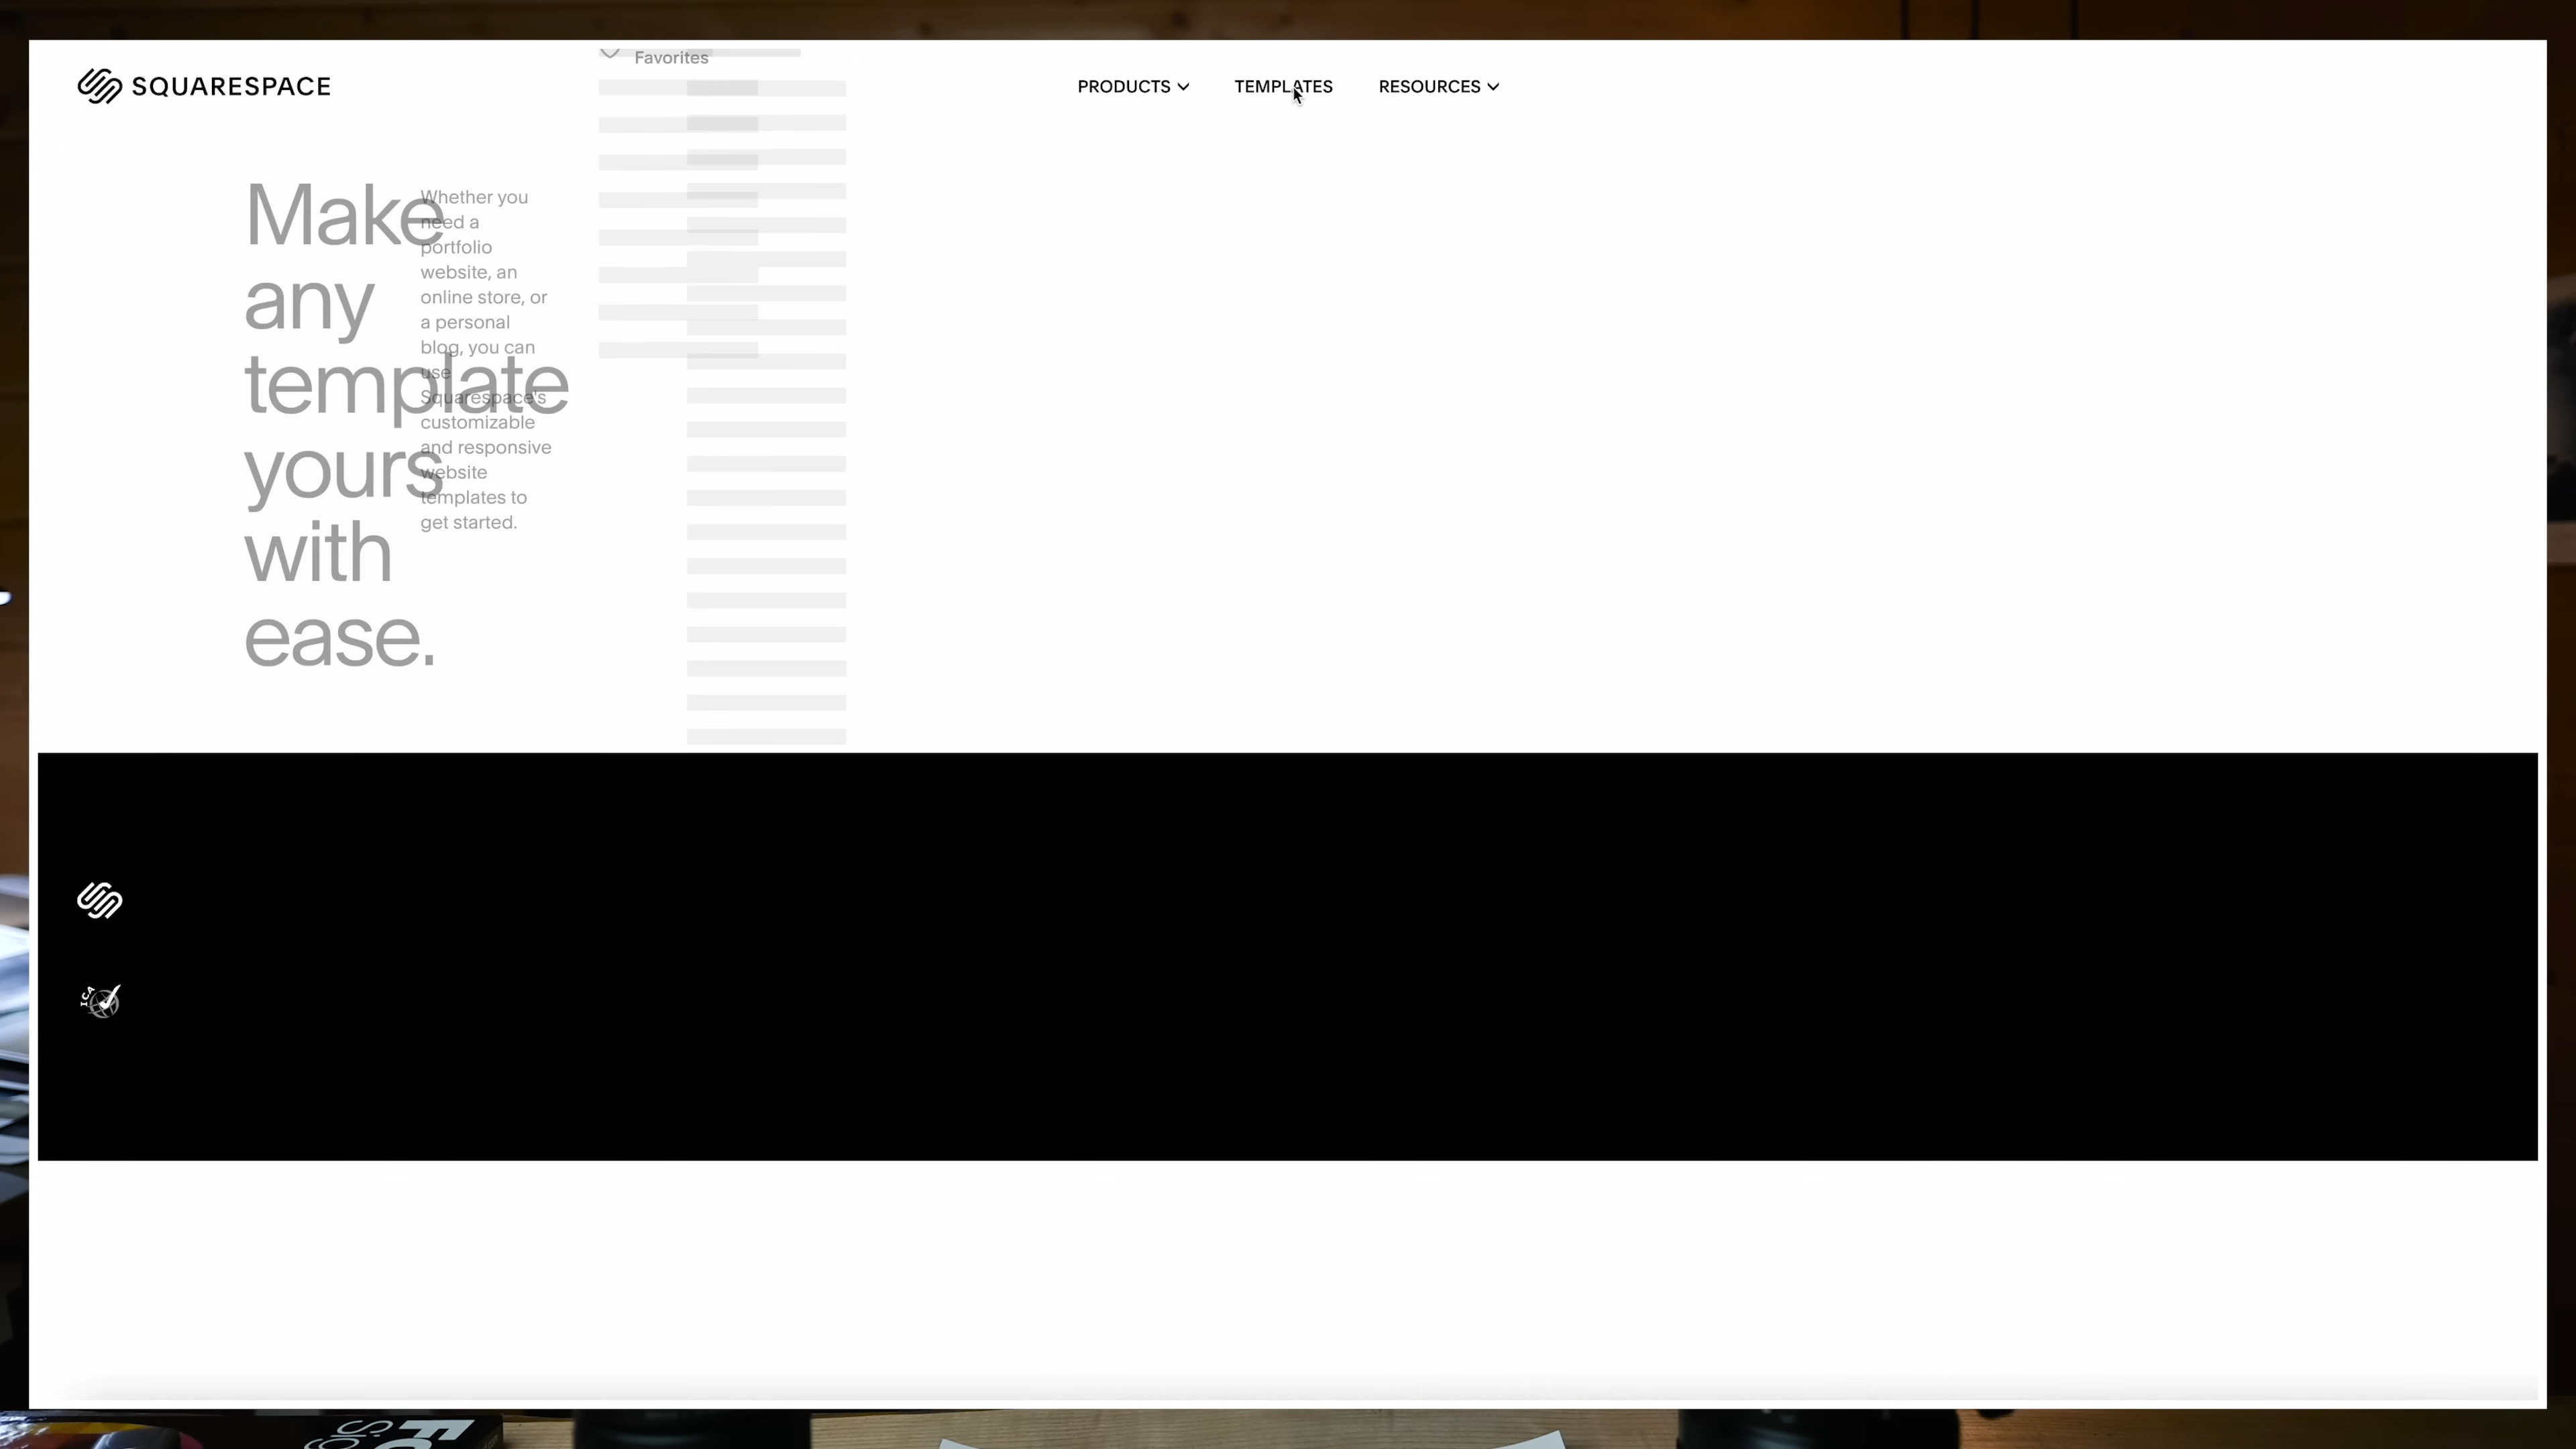 SQUARESPACE
Favorites
PRODUCTS
TEMPLATES
RESOURCES
Make
any
template
yours
with
ease.
Whether you
need a
portfolio
website, an
online store, or
a personal
blog, you can
use
Squarespace's
customizable
and responsive
website
templates to
get started.
ICA